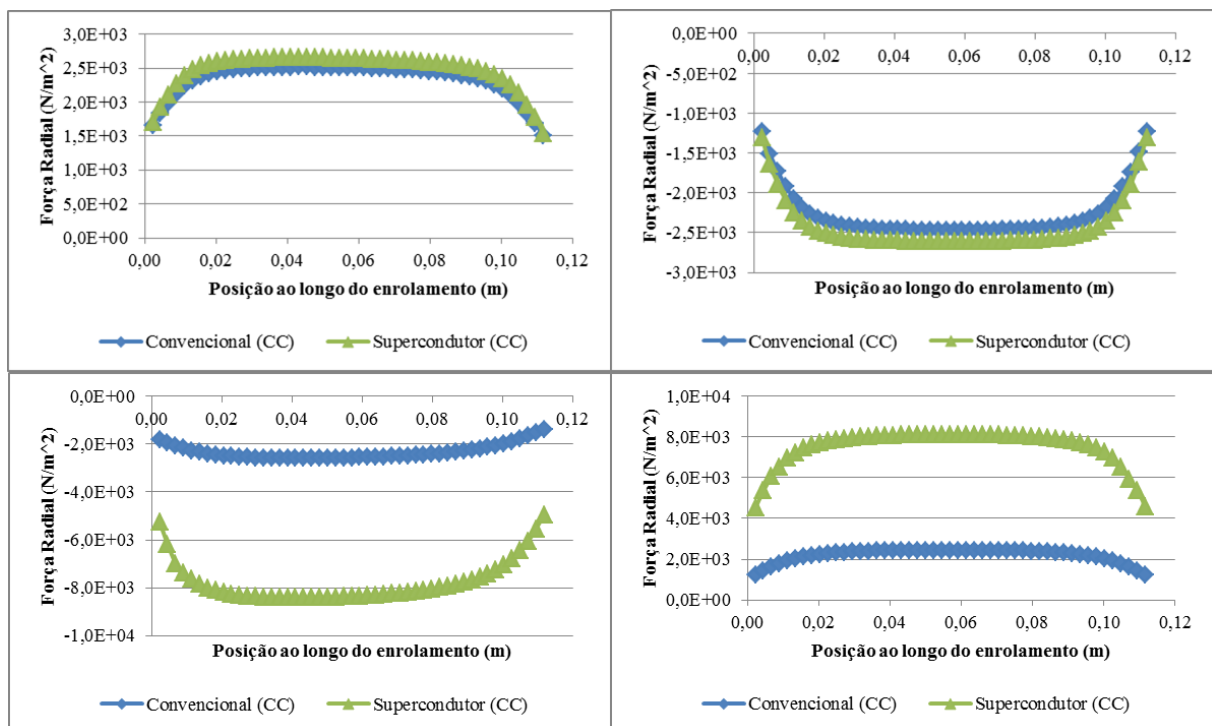 Força Radial (N/m^2)
3,0E+03
2,5E+03
2,0E+03
1,5E+03
1,0E+03
5,0E+02
0,0E+00
0,00 0,02 0,04 0,06 0,08 0,10 0,12
Posição ao longo do enrolamento (m)
Convencional (CC) Supercondutor (CC)
Força Radial (N/m^2)
0,0E+00
0,00 0,02 0,04 0,06 0,08 0,10 0,12
-5,0E+02
-1,0E+03
-1,5E+03
-2,0E+03
-2,5E+03
-3,0E+03
Posição ao longo do enrolamento (m)
Convencional (CC) Supercondutor (CC)
Força Radial (N/m^2)
0,0E+00
0,00 0,02 0,04 0,06 0,08 0,10 0,12
-2,0E+03
-4,0E+03
-6,0E+03
-8,0E+03
-1,0E+04
Posição ao longo do enrolamento (m)
Convencional (CC) Supercondutor (CC)
Força Radial (N/m^2)
1,0E+04
8,0E+03
6,0E+03
4,0E+03
2,0E+03
0,0E+00
0,00 0,02 0,04 0,06 0,08 0,10 0,12
Posição ao longo do enrolamento (m)
Convencional (CC) Supercondutor (CC)